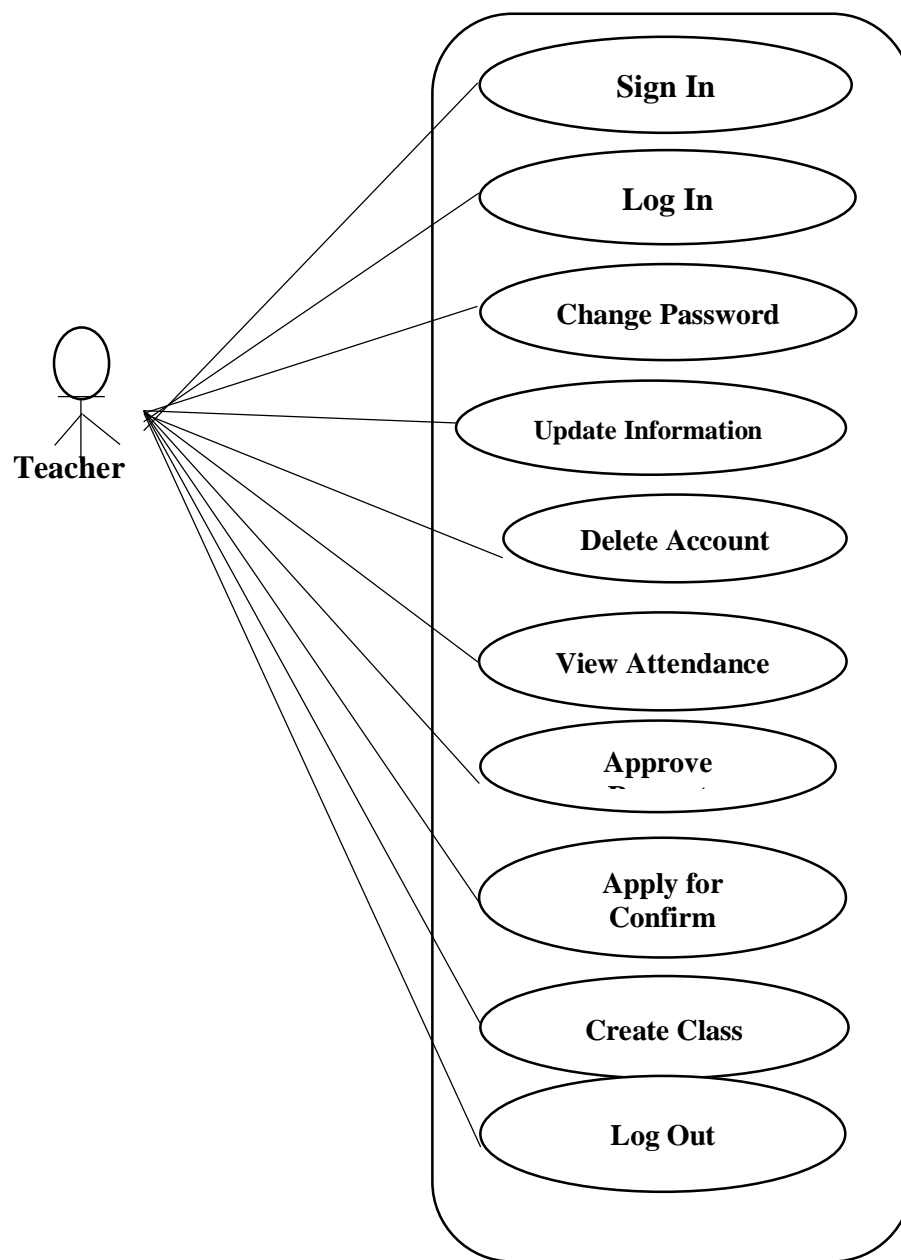 Sign In
Log In
Change Password
Update Information
Teacher
Delete Account
View Attendance
Approve
Apply for
Confirm
Create Class
Log Out